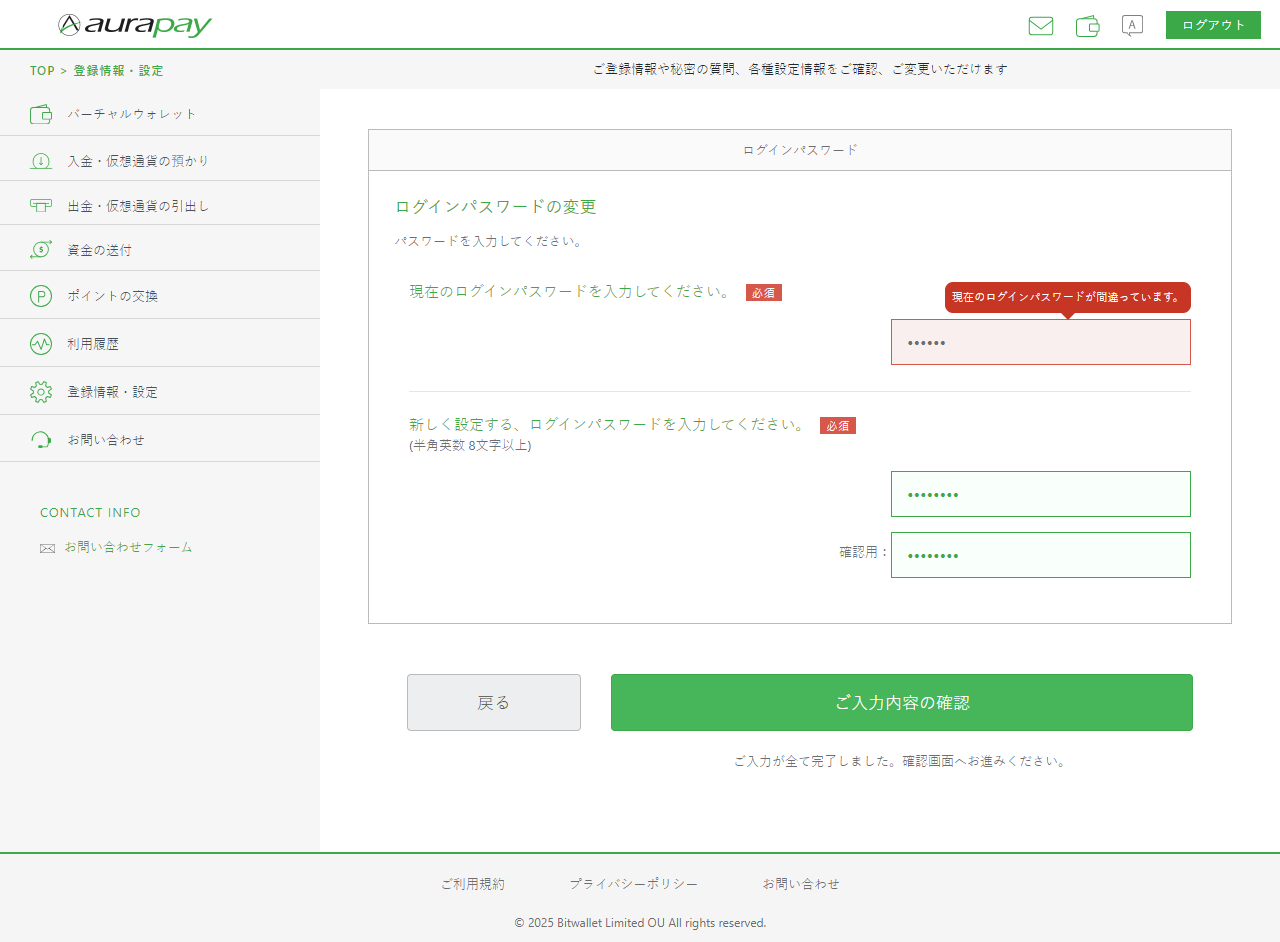 aurapay
A
ログアウト
TOP > 登録情報・設定
ご登録情報や秘密の質問、各種設定情報をご確認、ご変更いただけます
バーチャルウォレット
入金・仮想通貨の預かり
出金・仮想通貨の引出し
資金の送付
ポイントの交換
利用履歴
登録情報・設定
お問い合わせ
CONTACT INFO
お問い合わせフォーム
ログインパスワード
ログインパスワードの変更
パスワードを入力してください。
現在のログインパスワードを入力してください。 必須
現在のログインパスワードが間違っています。
••••••
新しく設定する、ログインパスワードを入力してください。 必須
(半角英数 8文字以上)
••••••••
確認用： ••••••••
戻る
ご入力内容の確認
ご入力が全て完了しました。確認画面へお進みください。
ご利用規約 プライバシーポリシー お問い合わせ
© 2025 Bitwallet Limited OU All rights reserved.